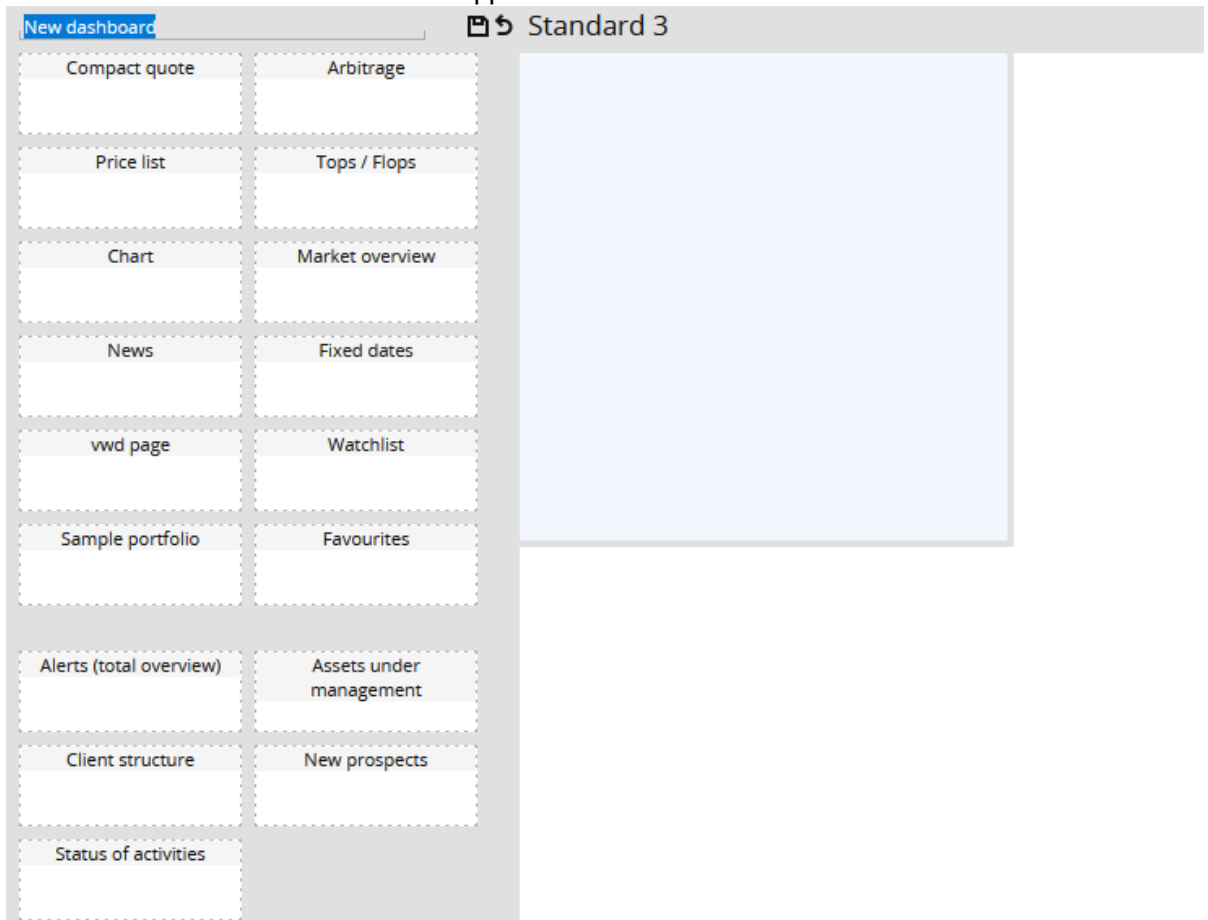 New dashboard
Standard 3
Compact quote
Arbitrage
Price list
Tops / Flops
Chart
Market overview
News
Fixed dates
vwd page
Watchlist
Sample portfolio
Favourites
Alerts (total overview)
Assets under
management
Client structure
New prospects
Status of activities